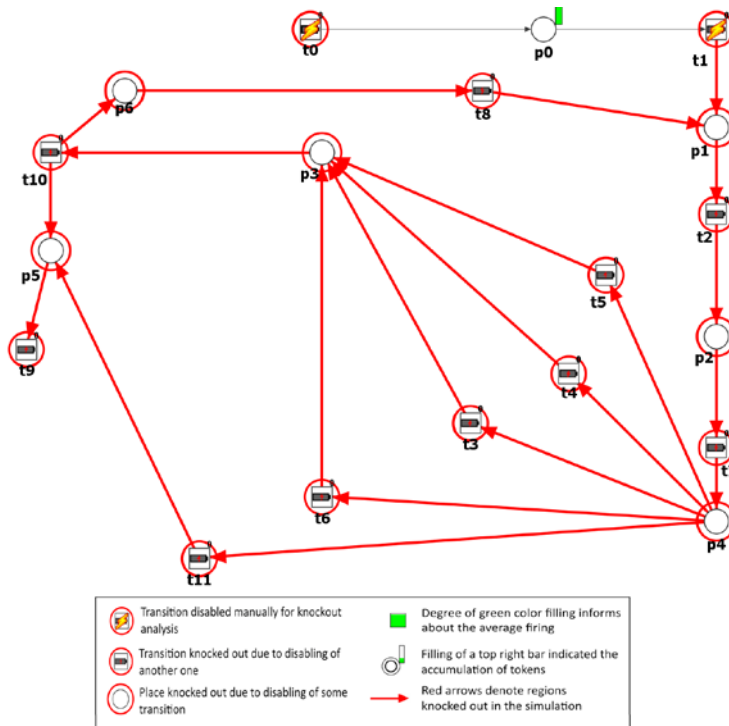 t0
p0
t1
p6
t8
p1
t10
p3
t2
p5
t5
p2
t9
t4
t3
t6
p4
t11
Transition disabled manually for knockout
analysis
Transition knocked out due to disabling of
another one
Place knocked out due to disabling of some
transition
Degree of green color filling informs
about the average firing
Filling of a top right bar indicated the
accumulation of tokens
Red arrows denote regions
knocked out in the simulation